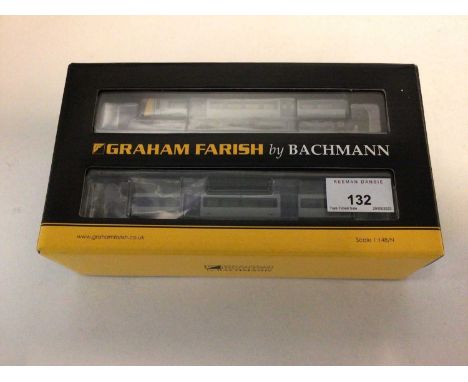 GRAHAM FARISH by BACHMANN
REEMAN DANSIE
132
www.grahamfarish.co.uk
Scale 1:148/N